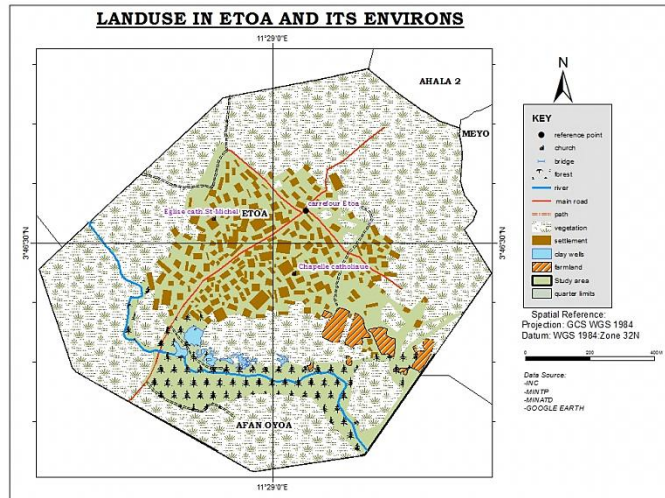 LANDUSE IN ETOA AND ITS ENVIRONS
11°29'0"E
AHALA 2
MEYO
Eglise cath St-Michel
ETOA
carrefour Etoa
Chapelle catholiaue
AFAN OYOA
3°46'30"N
3°46'30"N
11°29'0"E
N
KEY
reference point
church
bridge
forest
river
main road
path
vegetation
settlement
clay wells
farmland
Study area
quarter limits
Spatial Reference:
Projection: GCS WGS 1984
Datum: WGS 1984:Zone 32N
0 200 400
Data Source:
-INC
-MINTP
-MINATD
-GOOGLE EARTH